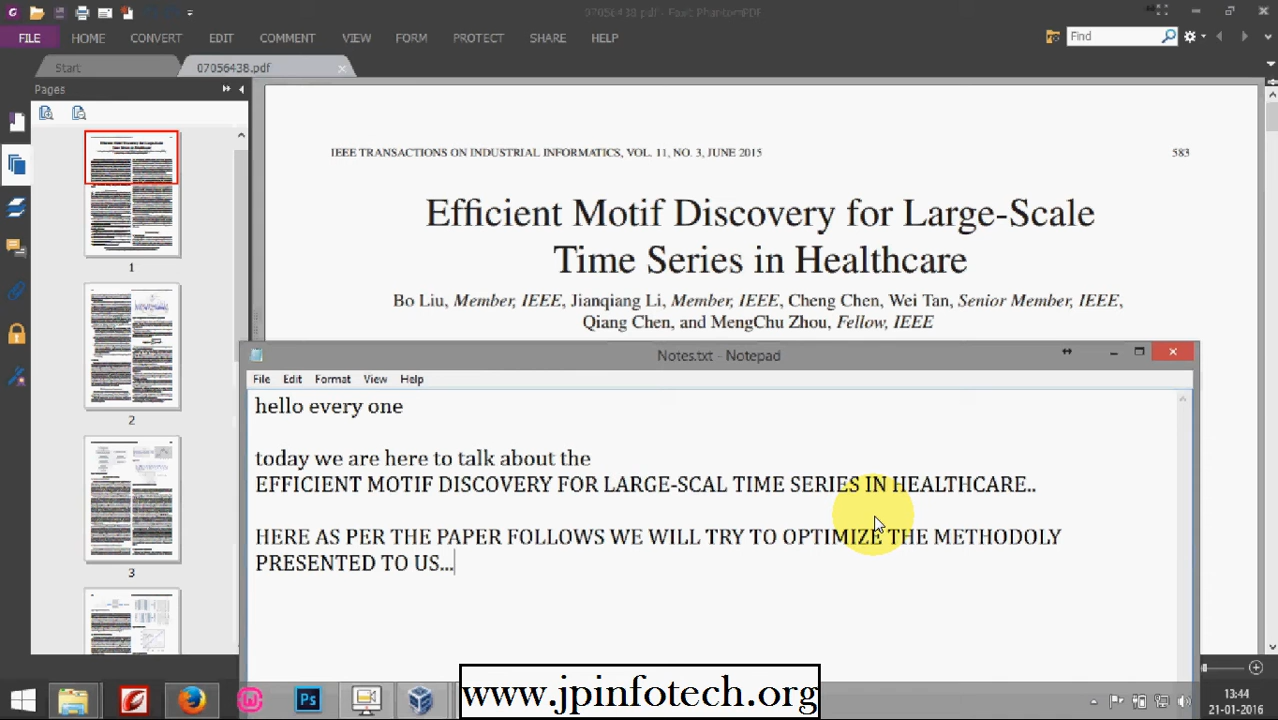 07056438.pdf - Foxit PhantomPDF
FILE HOME CONVERT EDIT COMMENT VIEW FORM PROTECT SHARE HELP
Find
Start 07056438.pdf
Pages
1
2
3
IEEE TRANSACTIONS ON INDUSTRIAL INFORMATICS, VOL. 11, NO. 3, JUNE 2015 583
Efficient Motif Discovery for Large-Scale
Time Series in Healthcare
Bo Liu, Member, IEEE, Jianqiang Li, Member, IEEE, Cheng Chen, Wei Tan, Senior Member, IEEE,
Qiang Chen, and MengChu Zhou, Fellow, IEEE
Notes.txt - Notepad
File Edit Format View Help
hello every one
today we are here to talk about the
EFFICIENT MOTIF DISCOVERY FOR LARGE-SCAL TIME SERIES IN HEALTHCARE..
HERE AS PER THE PAPER FOLLOWS WE WILL TRY TO OPTIMIZE THE METHODOLY
PRESENTED TO US...
Ps
www.jpinfotech.org
13:44
21-01-2016